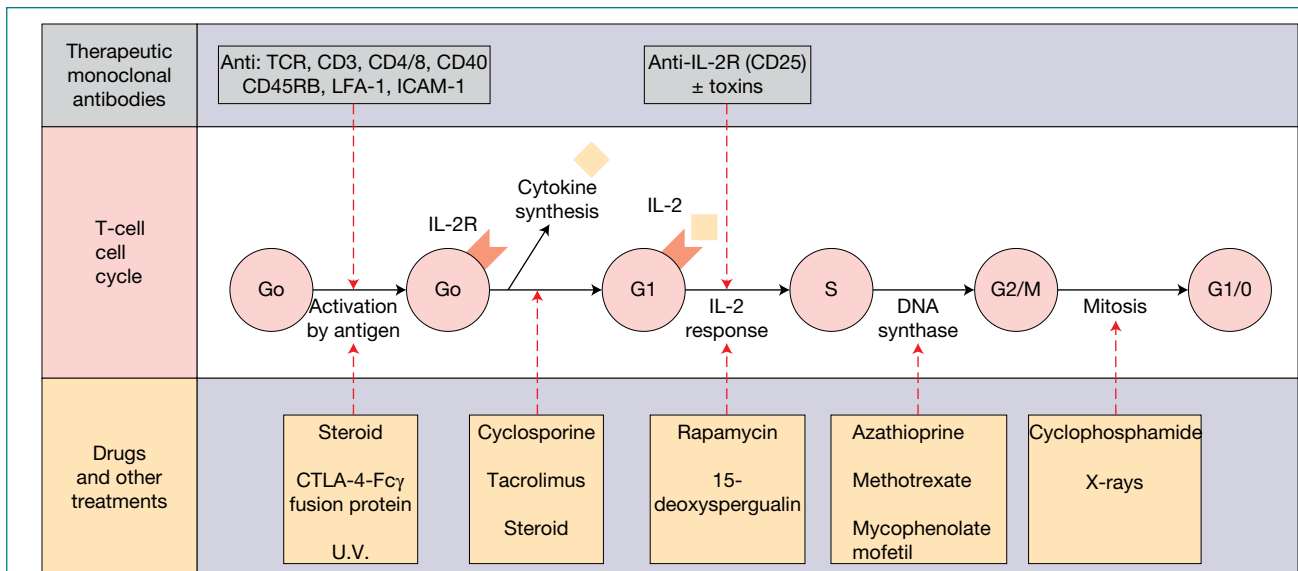 Therapeutic
monoclonal
antibodies
Anti: TCR, CD3, CD4/8, CD40
CD45RB, LFA-1, ICAM-1
Anti-IL-2R (CD25)
± toxins
T-cell
cell
cycle
Go
Activation
by antigen
IL-2R
Go
Cytokine
synthesis
IL-2
G1
IL-2
response
S
DNA
synthase
G2/M
Mitosis
G1/0
Drugs
and other
treatments
Steroid
CTLA-4-Fcγ
fusion protein
U.V.
Cyclosporine
Tacrolimus
Steroid
Rapamycin
15-
deoxyspergualin
Azathioprine
Methotrexate
Mycophenolate
mofetil
Cyclophosphamide
X-rays